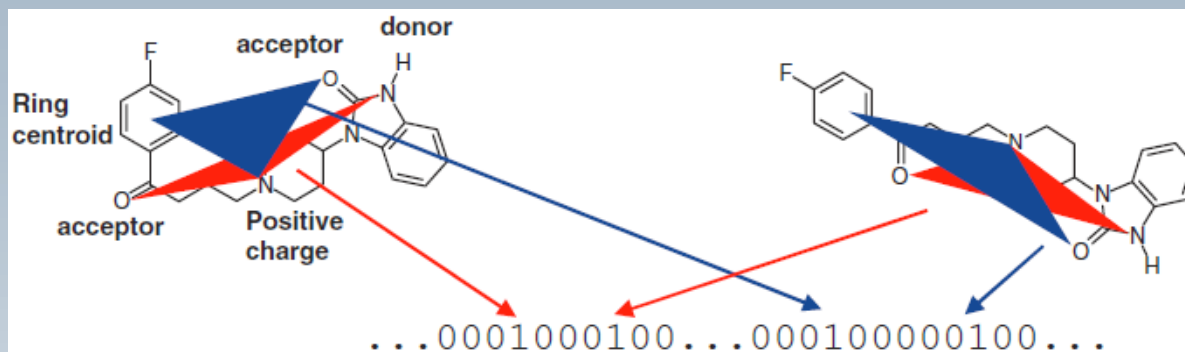 donor
acceptor
H
F
O
N
F
Ring
centroid
N
N
N
O
N
O
acceptor
Positive
charge
O
N
H
...0001000100...000100000100...